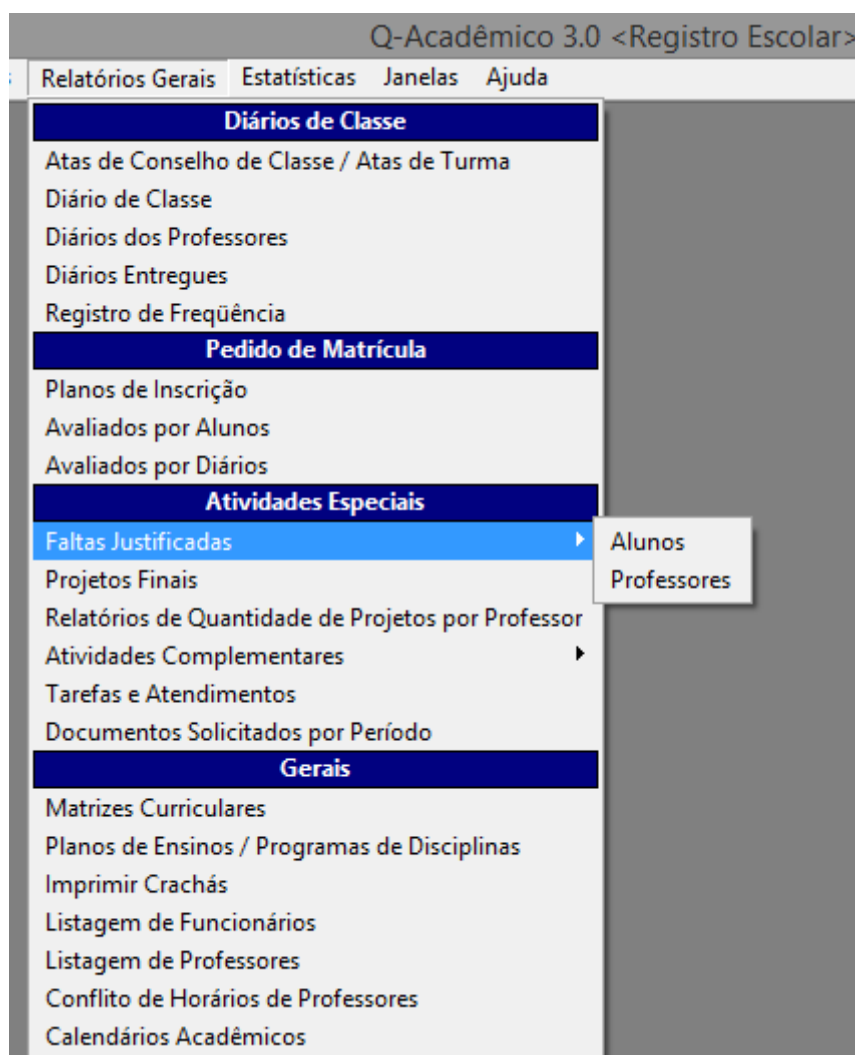 Q-Acadêmico 3.0 <Registro Escolar>
Relatórios Gerais Estatísticas Janelas Ajuda
Diários de Classe
Atas de Conselho de Classe / Atas de Turma
Diário de Classe
Diários dos Professores
Diários Entregues
Registro de Freqüência
Pedido de Matrícula
Planos de Inscrição
Avaliados por Alunos
Avaliados por Diários
Atividades Especiais
Faltas Justificadas
Alunos
Professores
Projetos Finais
Relatórios de Quantidade de Projetos por Professor
Atividades Complementares
Tarefas e Atendimentos
Documentos Solicitados por Período
Gerais
Matrizes Curriculares
Planos de Ensinos / Programas de Disciplinas
Imprimir Crachás
Listagem de Funcionários
Listagem de Professores
Conflito de Horários de Professores
Calendários Acadêmicos